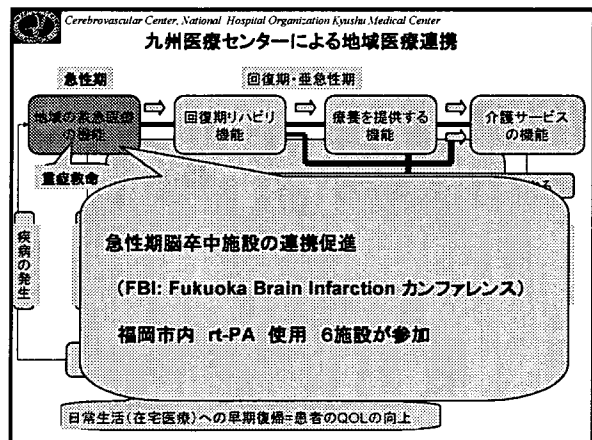 Cerebrovascular Center, National Hospital Organization Kyushu Medical Center
九州医療センターによる地域医療連携
急性期
回復期・亜急性期
地域の救急医療
の機能
回復期リハビリ
機能
療養を提供する
機能
介護サービス
の機能
重症救命
疾病の発生
急性期脳卒中施設の連携促進
(FBI: Fukuoka Brain Infarction カンファレンス)
福岡市内 rt-PA 使用 6施設が参加
日常生活(在宅医療)への早期復帰=患者のQOLの向上